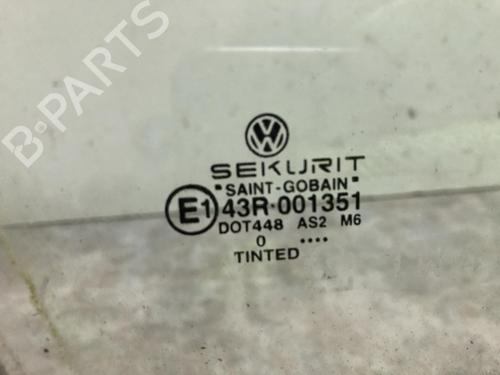 B-PARTS
VW
SEKURIT
"SAINT-GOBAIN"
E1 43R-001351
DOT448 AS2 M6
0 ....
TINTED